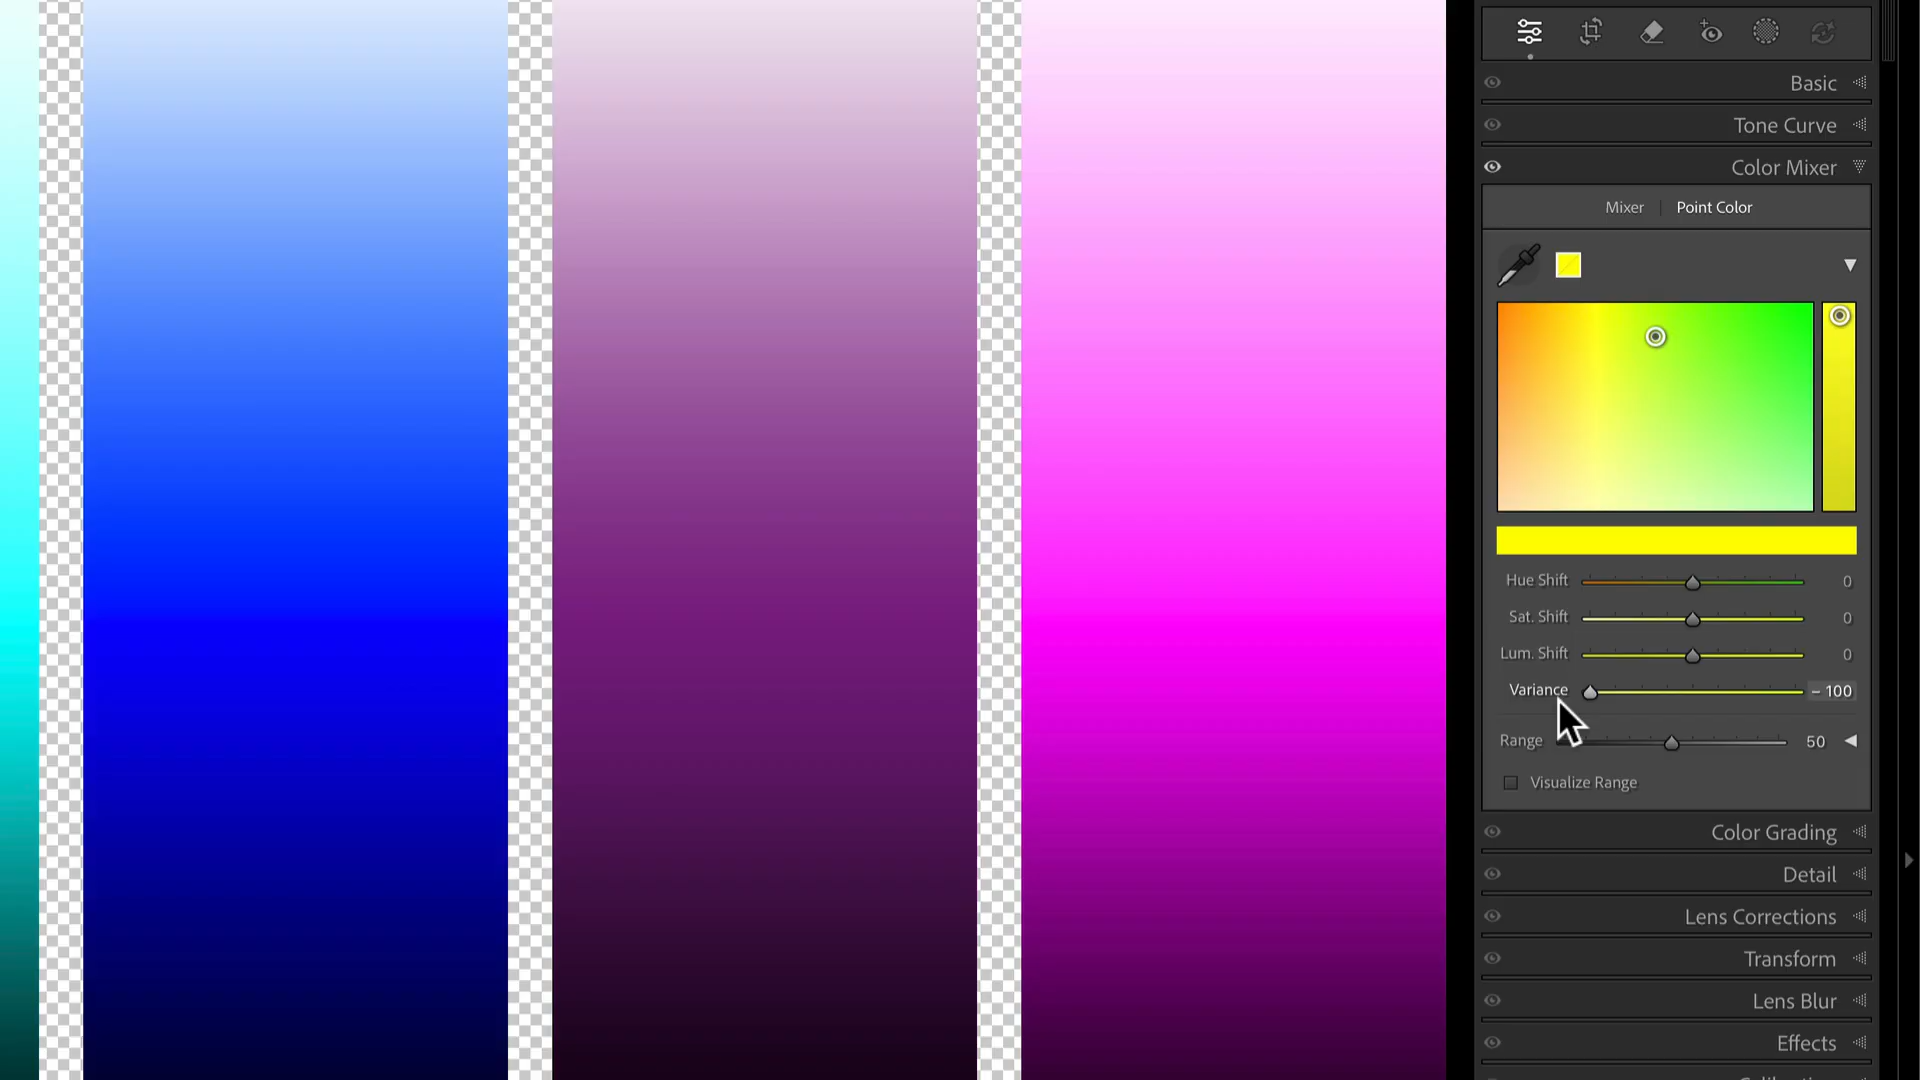 Basic
Tone Curve
Color Mixer
Mixer | Point Color
Hue Shift 0
Sat. Shift 0
Lum. Shift 0
Variance – 100
Range 50
Visualize Range
Color Grading
Detail
Lens Corrections
Transform
Lens Blur
Effects